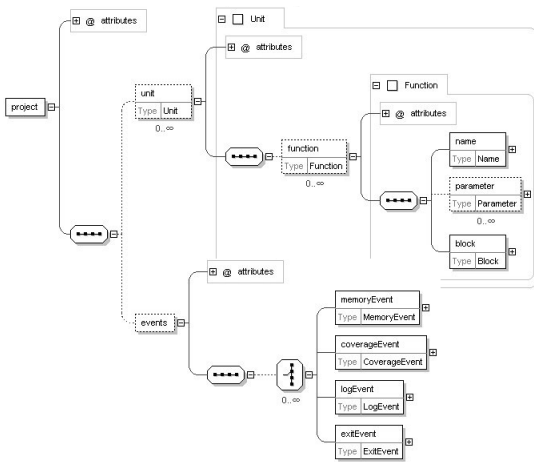 Unit
@ attributes
@ attributes
unit
Type Unit
0..∞
Function
project
@ attributes
function
Type Function
0..∞
name
Type Name
parameter
Type Parameter
0..∞
block
Type Block
@ attributes
events
memoryEvent
Type MemoryEvent
coverageEvent
Type CoverageEvent
0..∞
logEvent
Type LogEvent
exitEvent
Type ExitEvent